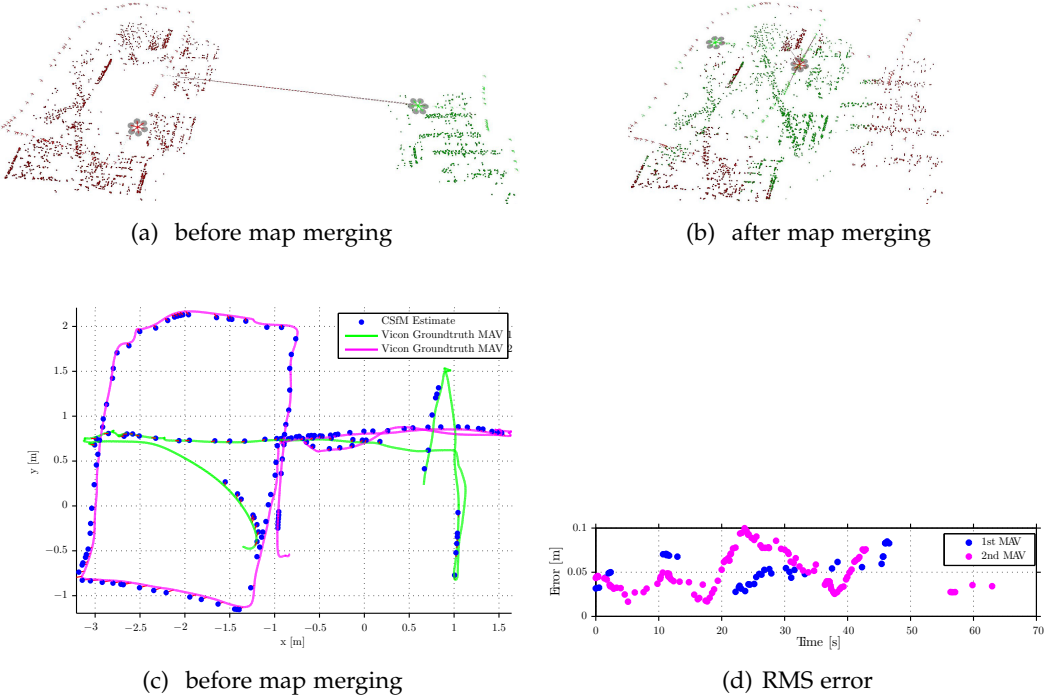 (a) before map merging
(b) after map merging
CSfM Estimate
Vicon Groundtruth MAV 1
Vicon Groundtruth MAV 2
2
1.5
1
0.5
0
−0.5
−1
y [m]
−3 −2.5 −2 −1.5 −1 −0.5 0 0.5 1 1.5
x [m]
(c) before map merging
0.1
0.05
0
Error [m]
1st MAV
2nd MAV
0 10 20 30 40 50 60 70
Time [s]
(d) RMS error